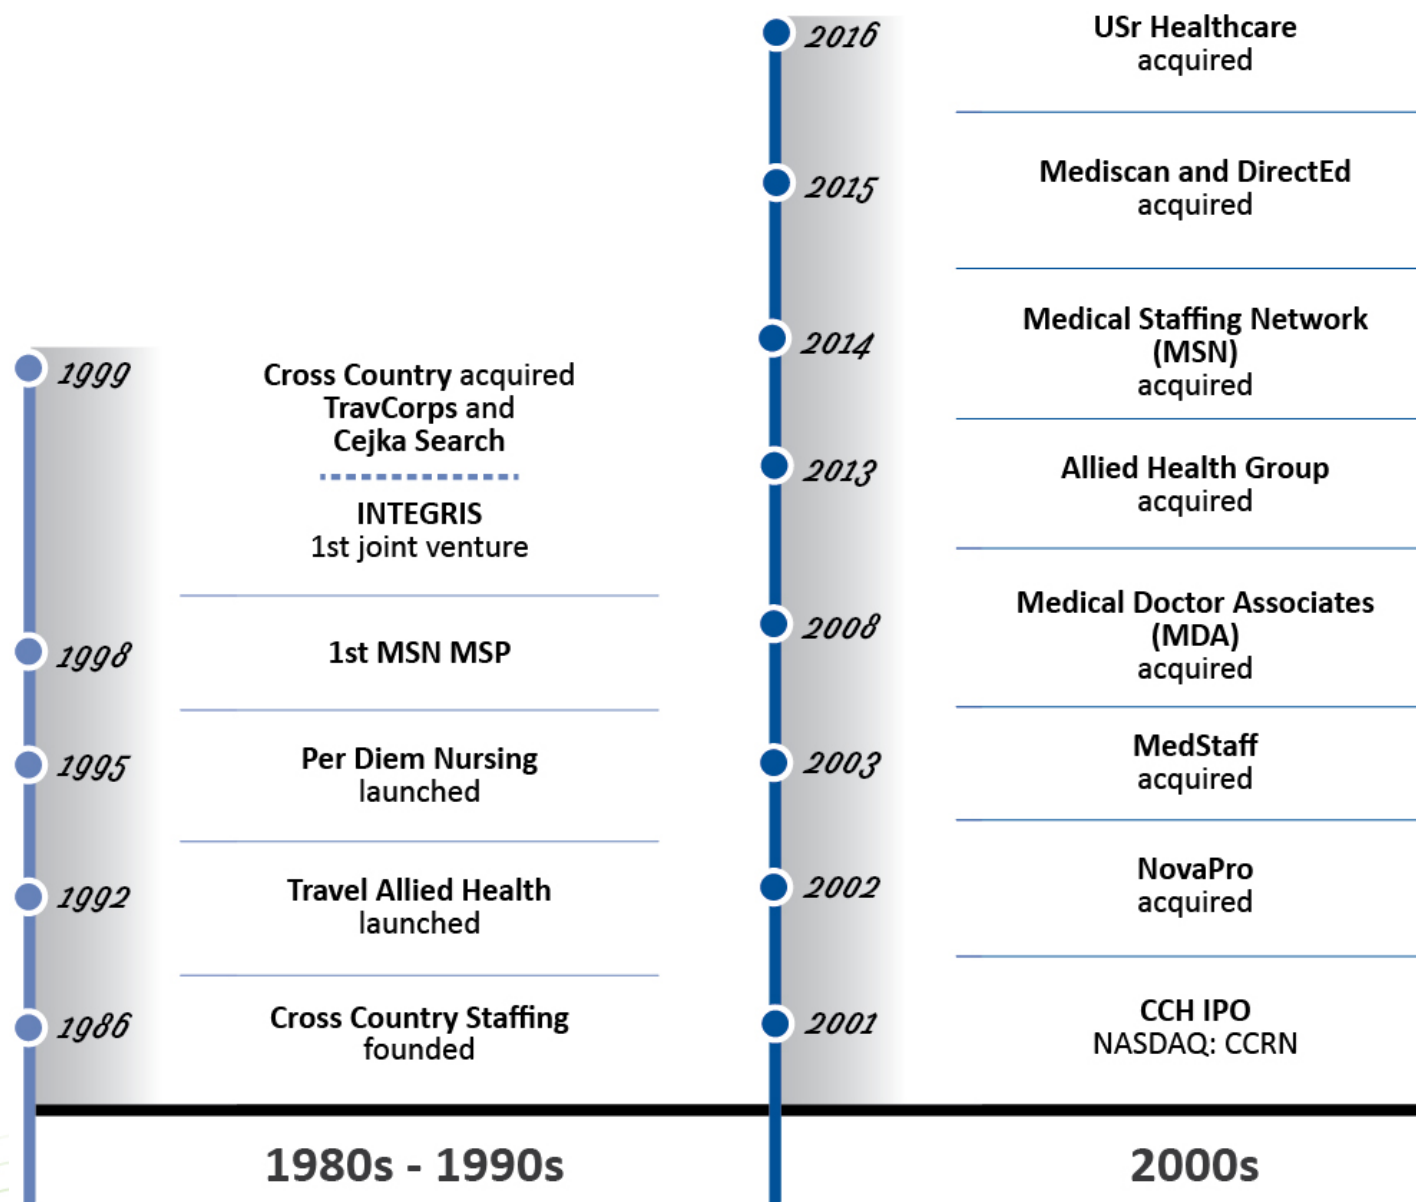 1999
Cross Country acquired
TravCorps and
Cejka Search
INTEGRIS
1st joint venture
1998
1st MSN MSP
1995
Per Diem Nursing
launched
1992
Travel Allied Health
launched
1986
Cross Country Staffing
founded
1980s - 1990s
2016
USr Healthcare
acquired
2015
Mediscan and DirectEd
acquired
2014
Medical Staffing Network
(MSN)
acquired
2013
Allied Health Group
acquired
2008
Medical Doctor Associates
(MDA)
acquired
2003
MedStaff
acquired
2002
NovaPro
acquired
2001
CCH IPO
NASDAQ: CCRN
2000s